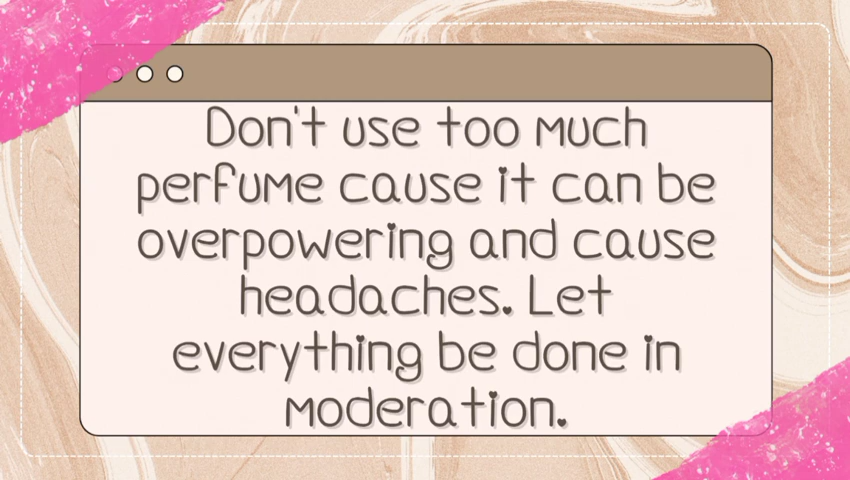 Don't use too much
perfume cause it can be
overpowering and cause
headaches. Let
everything be done in
moderation.